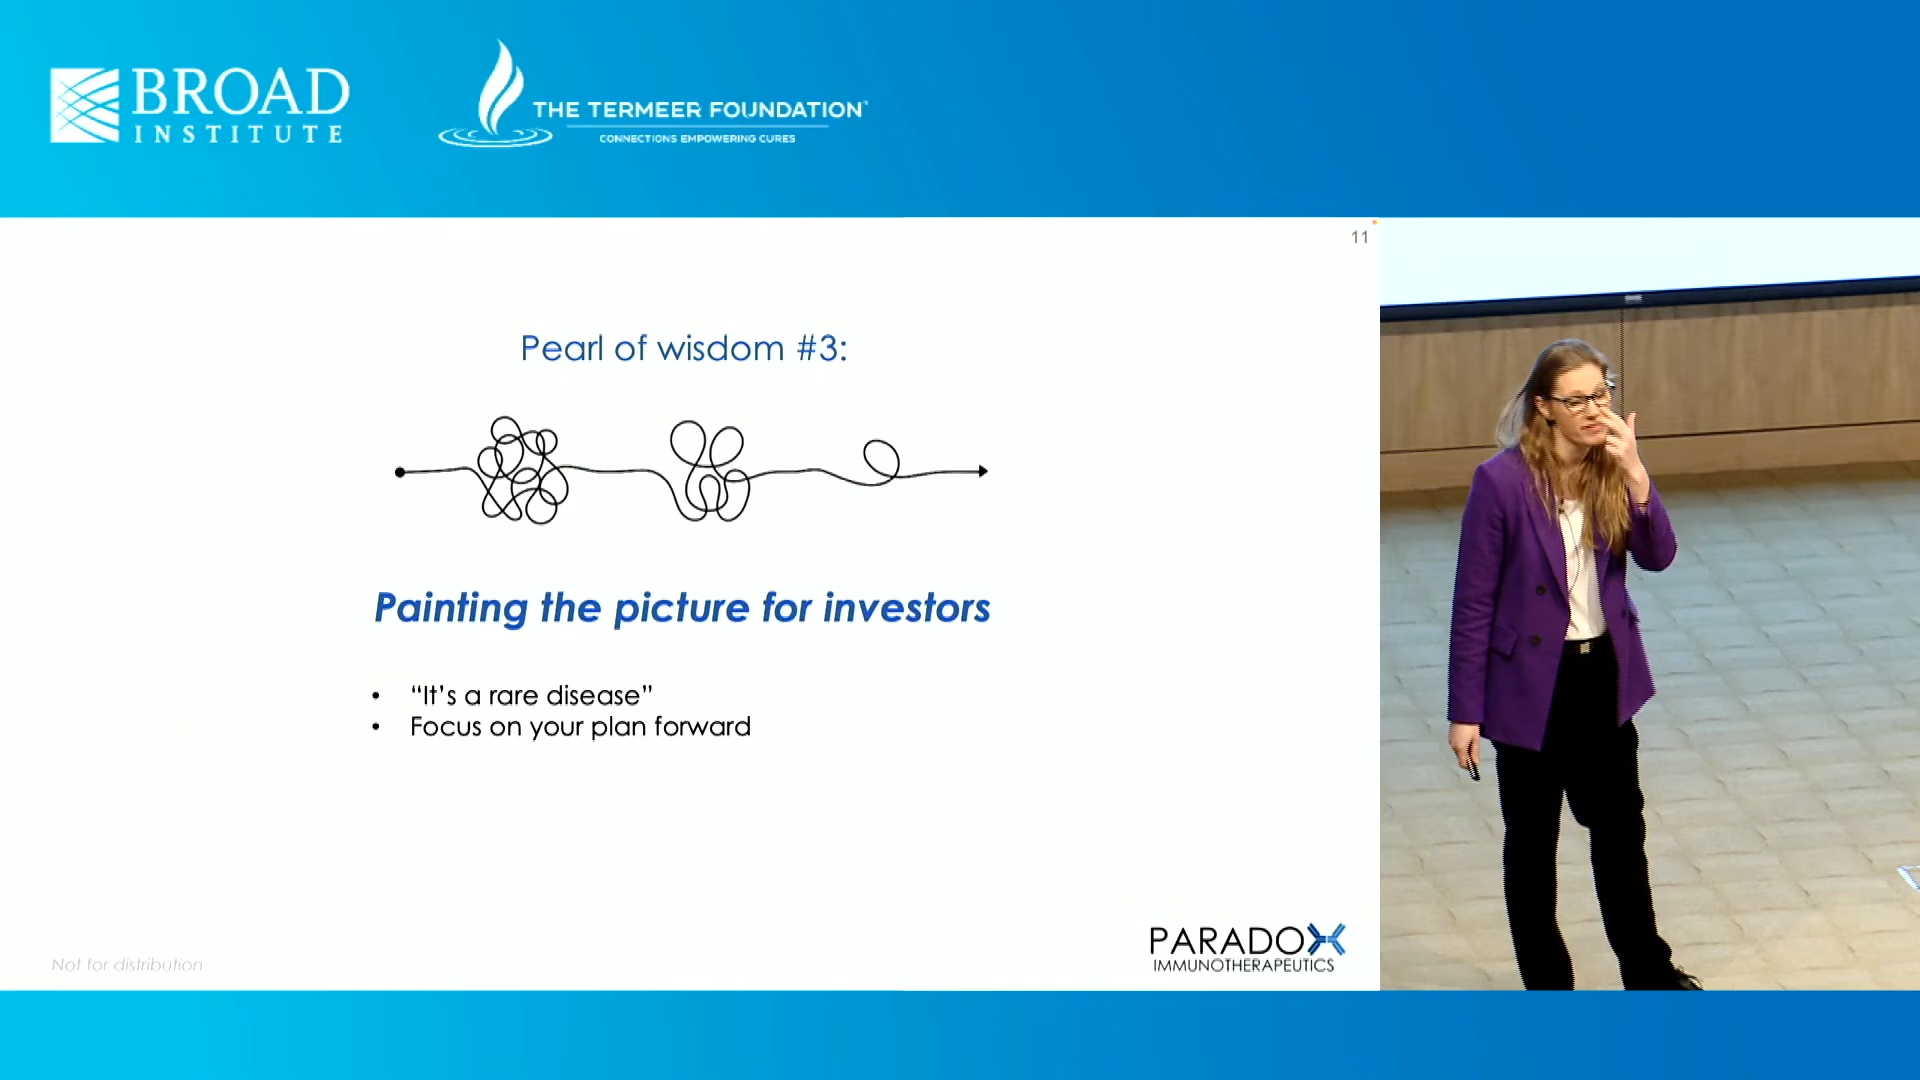 BROAD
INSTITUTE
THE TERMEER FOUNDATION
CONNECTIONS EMPOWERING CURES
11
Pearl of wisdom #3:
Painting the picture for investors
• “It’s a rare disease”
• Focus on your plan forward
PARADOX
IMMUNOTHERAPEUTICS
Not for distribution